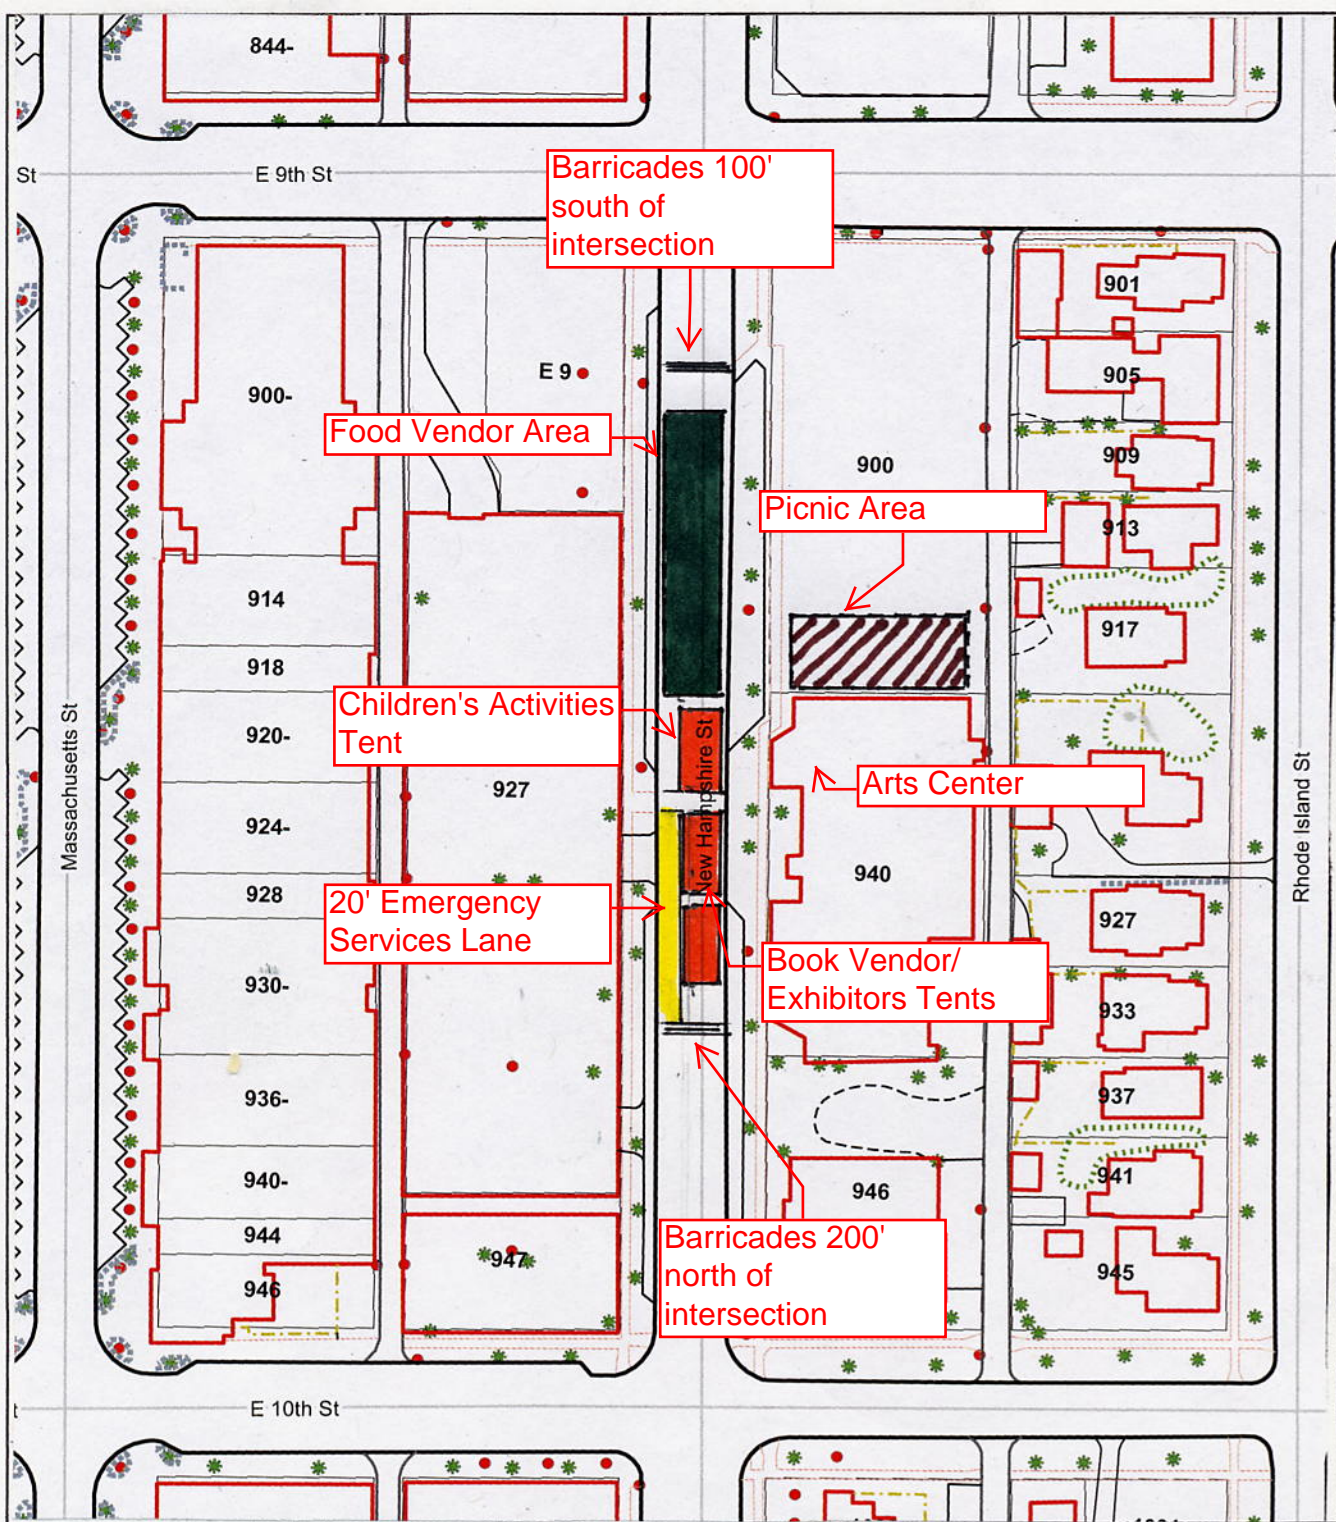 844-
St
E 9th St
Barricades 100'
south of
intersection
901
E 9
905
900-
Food Vendor Area
900
909
Picnic Area
913
914
917
918
Children's Activities
Tent
Massachusetts St
920-
New Hampshire St
927
Arts Center
Rhode Island St
924-
940
928
20' Emergency
Services Lane
927
Book Vendor/
Exhibitors Tents
930-
933
936-
937
940-
941
946
944
Barricades 200'
north of
intersection
947
945
946
t
E 10th St